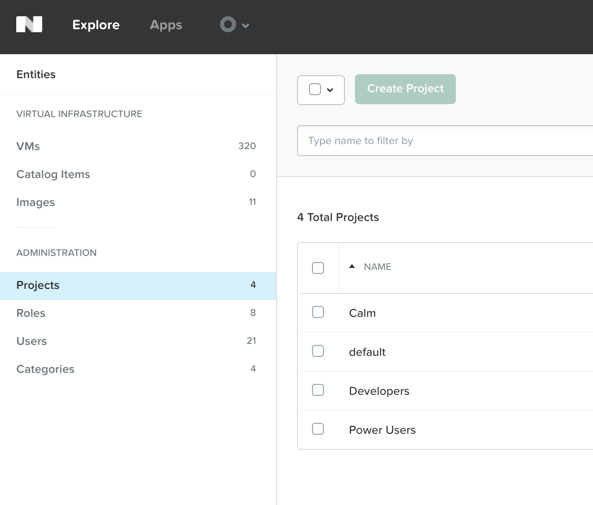 Explore Apps
Entities
VIRTUAL INFRASTRUCTURE
VMs 320
Catalog Items 0
Images 11
ADMINISTRATION
Projects 4
Roles 8
Users 21
Categories 4
Create Project
Type name to filter by
4 Total Projects
NAME
Calm
default
Developers
Power Users